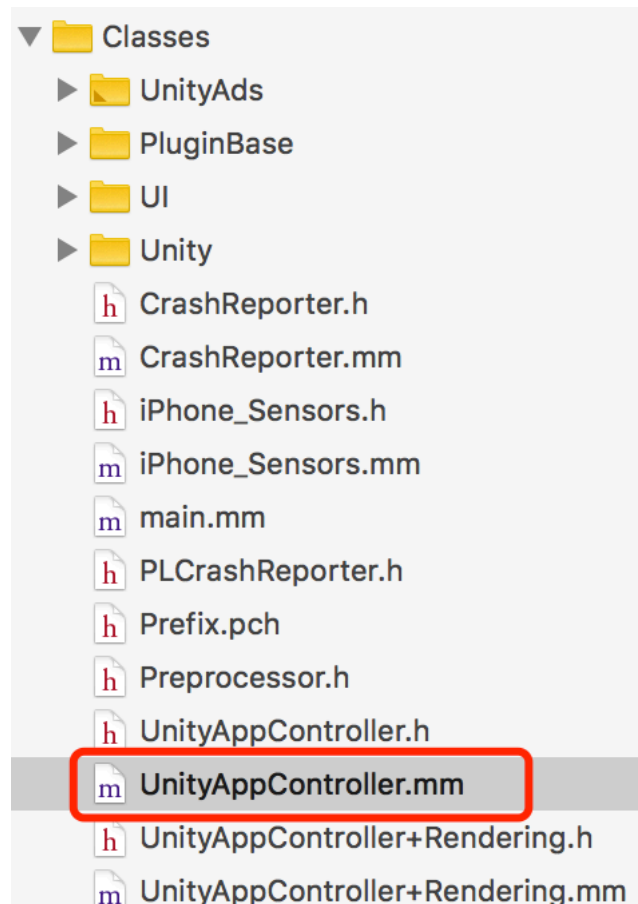 Classes
UnityAds
PluginBase
UI
Unity
h CrashReporter.h
m CrashReporter.mm
h iPhone_Sensors.h
m iPhone_Sensors.mm
m main.mm
h PLCrashReporter.h
h Prefix.pch
h Preprocessor.h
h UnityAppController.h
m UnityAppController.mm
h UnityAppController+Rendering.h
m UnityAppController+Rendering.mm